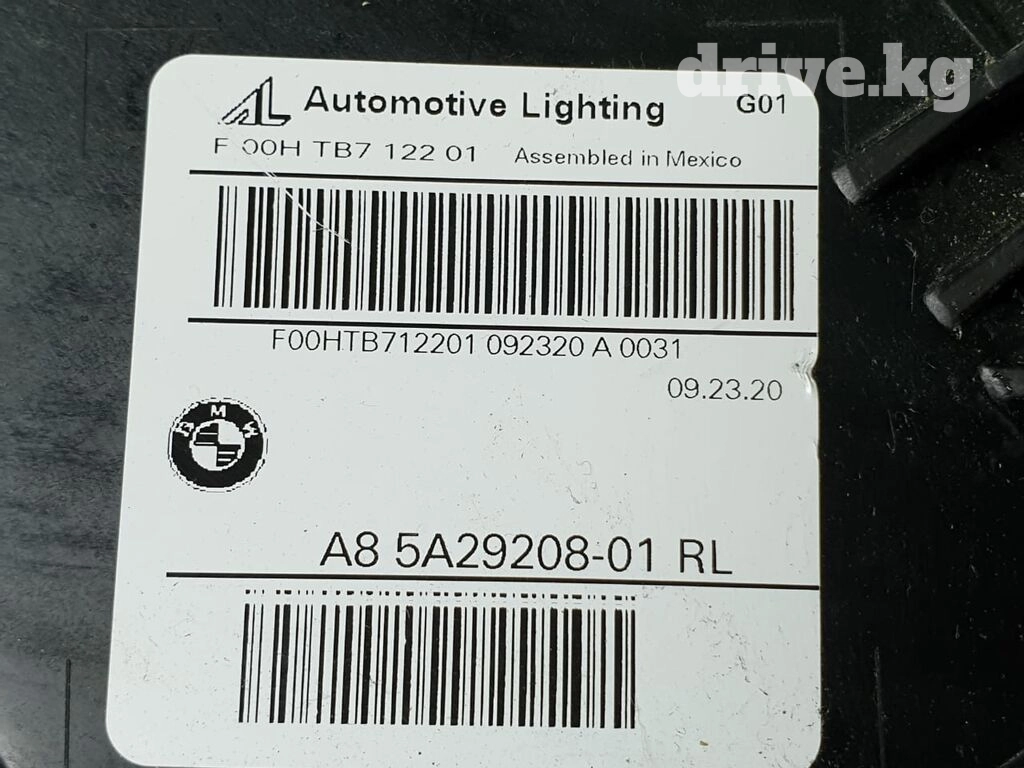 drive.kg
AL Automotive Lighting G01
F 00H TB7 122 01 Assembled in Mexico
F00HTB712201 092320 A 0031
09.23.20
BMW
A8 5A29208-01 RL